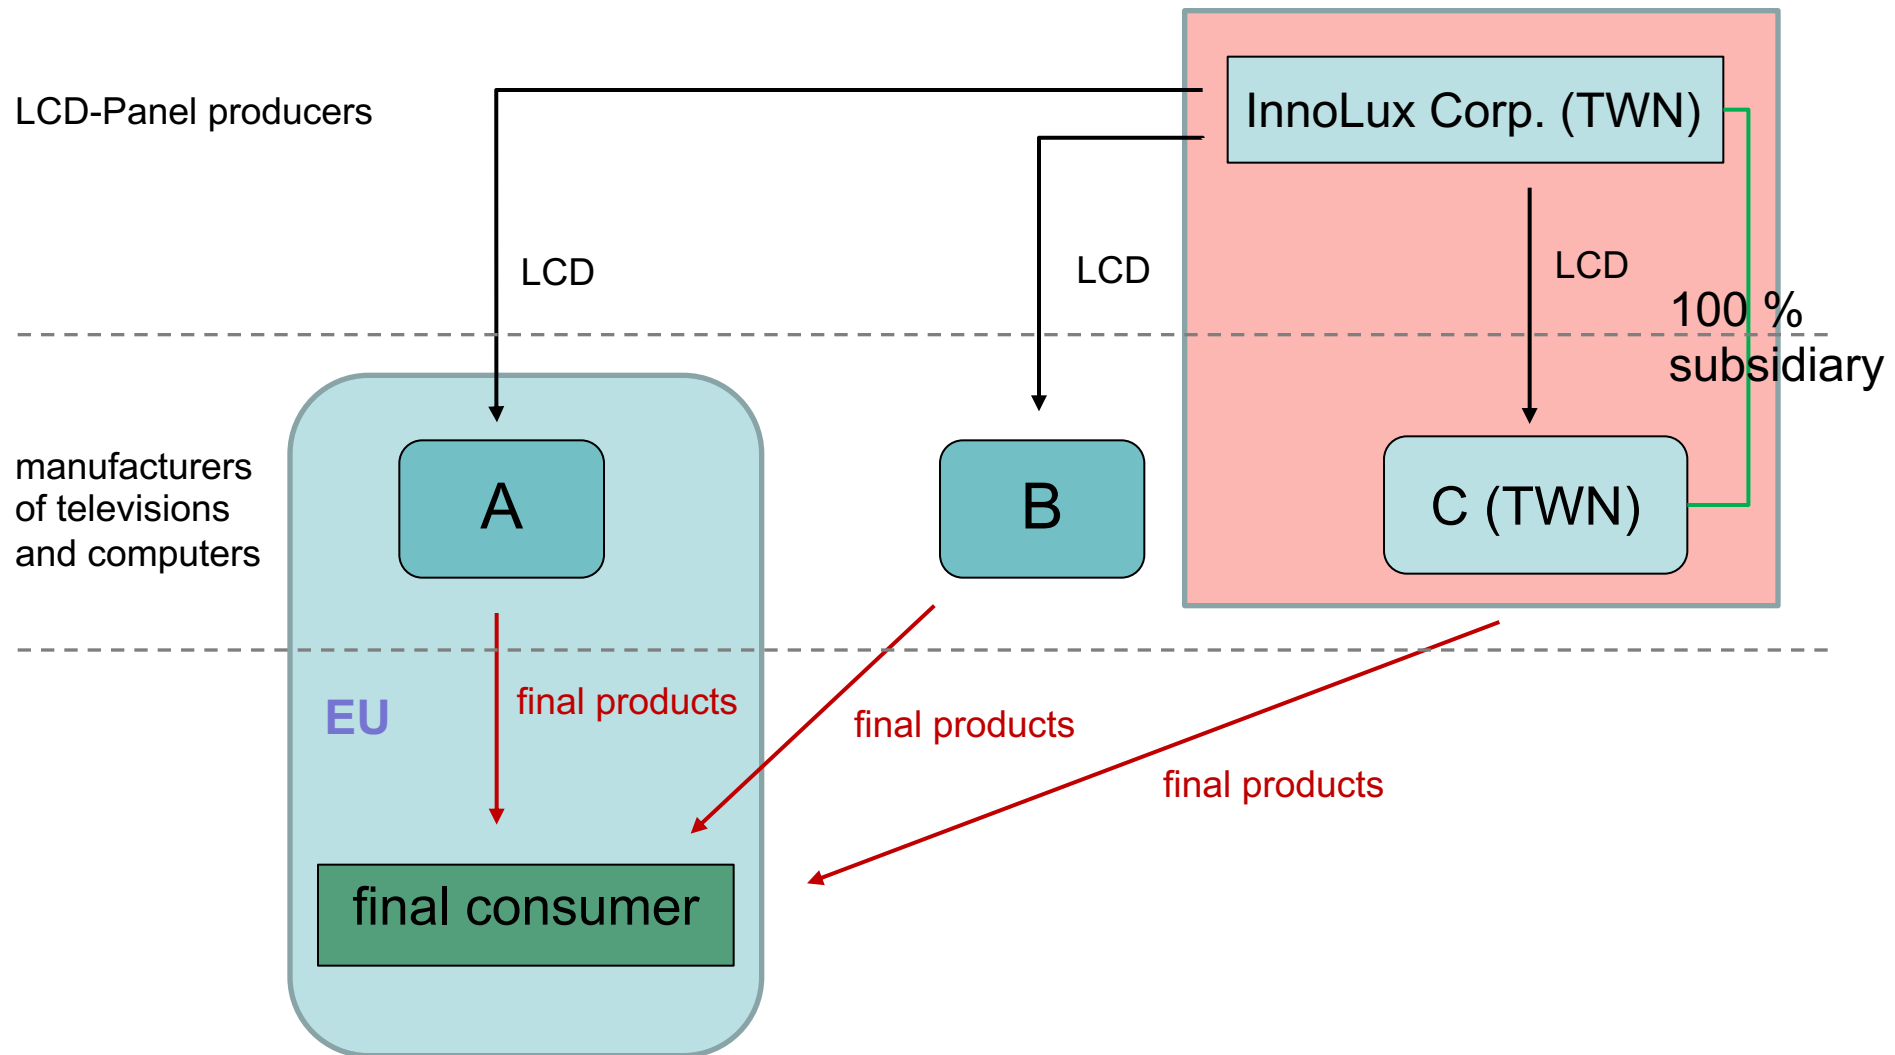 LCD-Panel producers
InnoLux Corp. (TWN)
LCD
LCD
LCD
100 %
subsidiary
manufacturers
of televisions
and computers
A
B
C (TWN)
EU
final products
final products
final products
final consumer